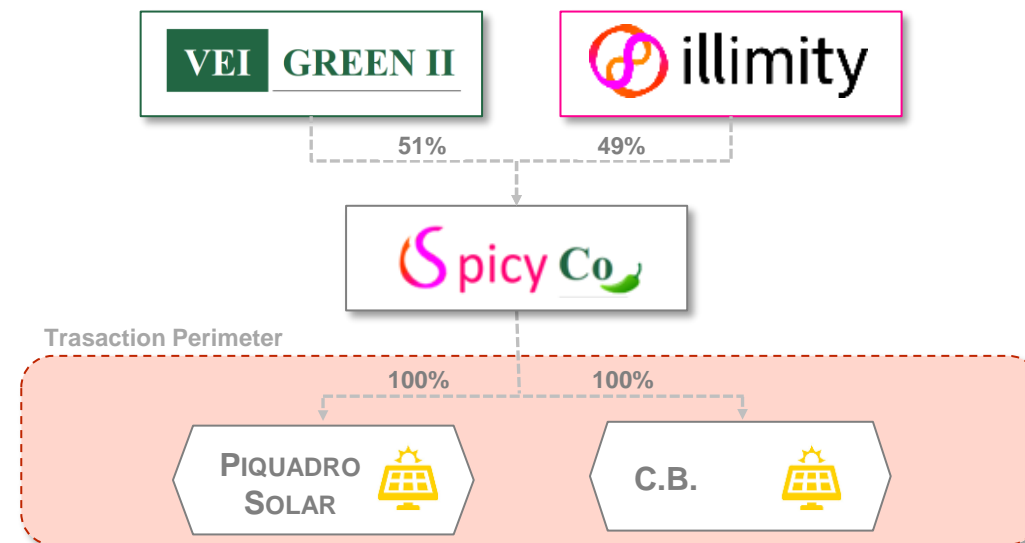 VEI GREEN II
illimity
51% 49%
Spicy Co
Trasaction Perimeter
100% 100%
PIQUADRO
SOLAR
C.B.